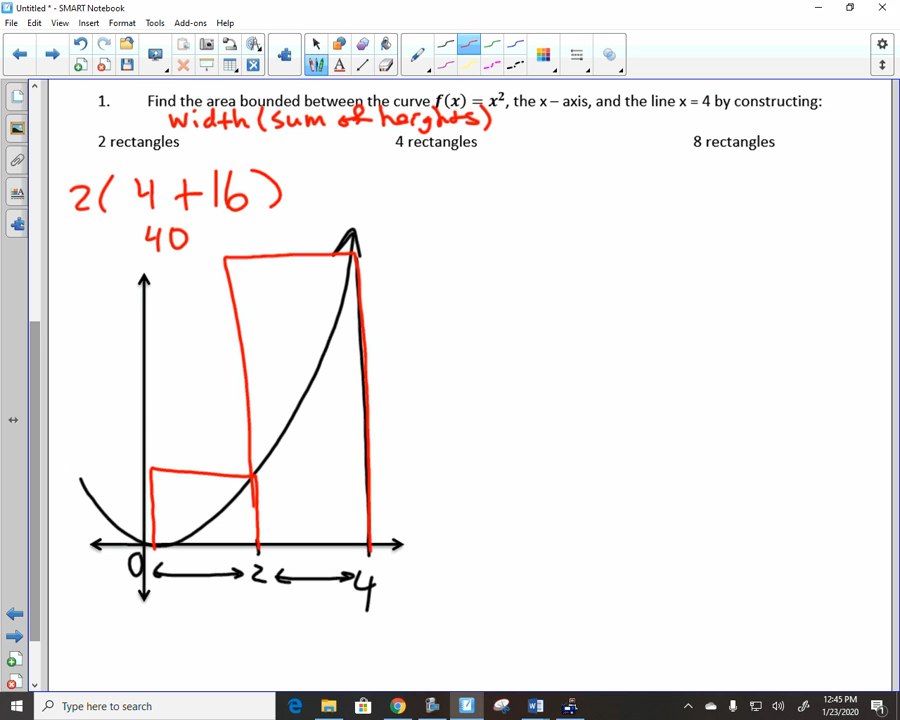 Untitled * - SMART Notebook
File Edit View Insert Format Tools Add-ons Help
1. Find the area bounded between the curve f(x) = x², the x – axis, and the line x = 4 by constructing:
width (sum of heights)
2 rectangles 4 rectangles 8 rectangles
2( 4 + 16 )
40
0 2 4
Type here to search
12:45 PM
1/23/2020